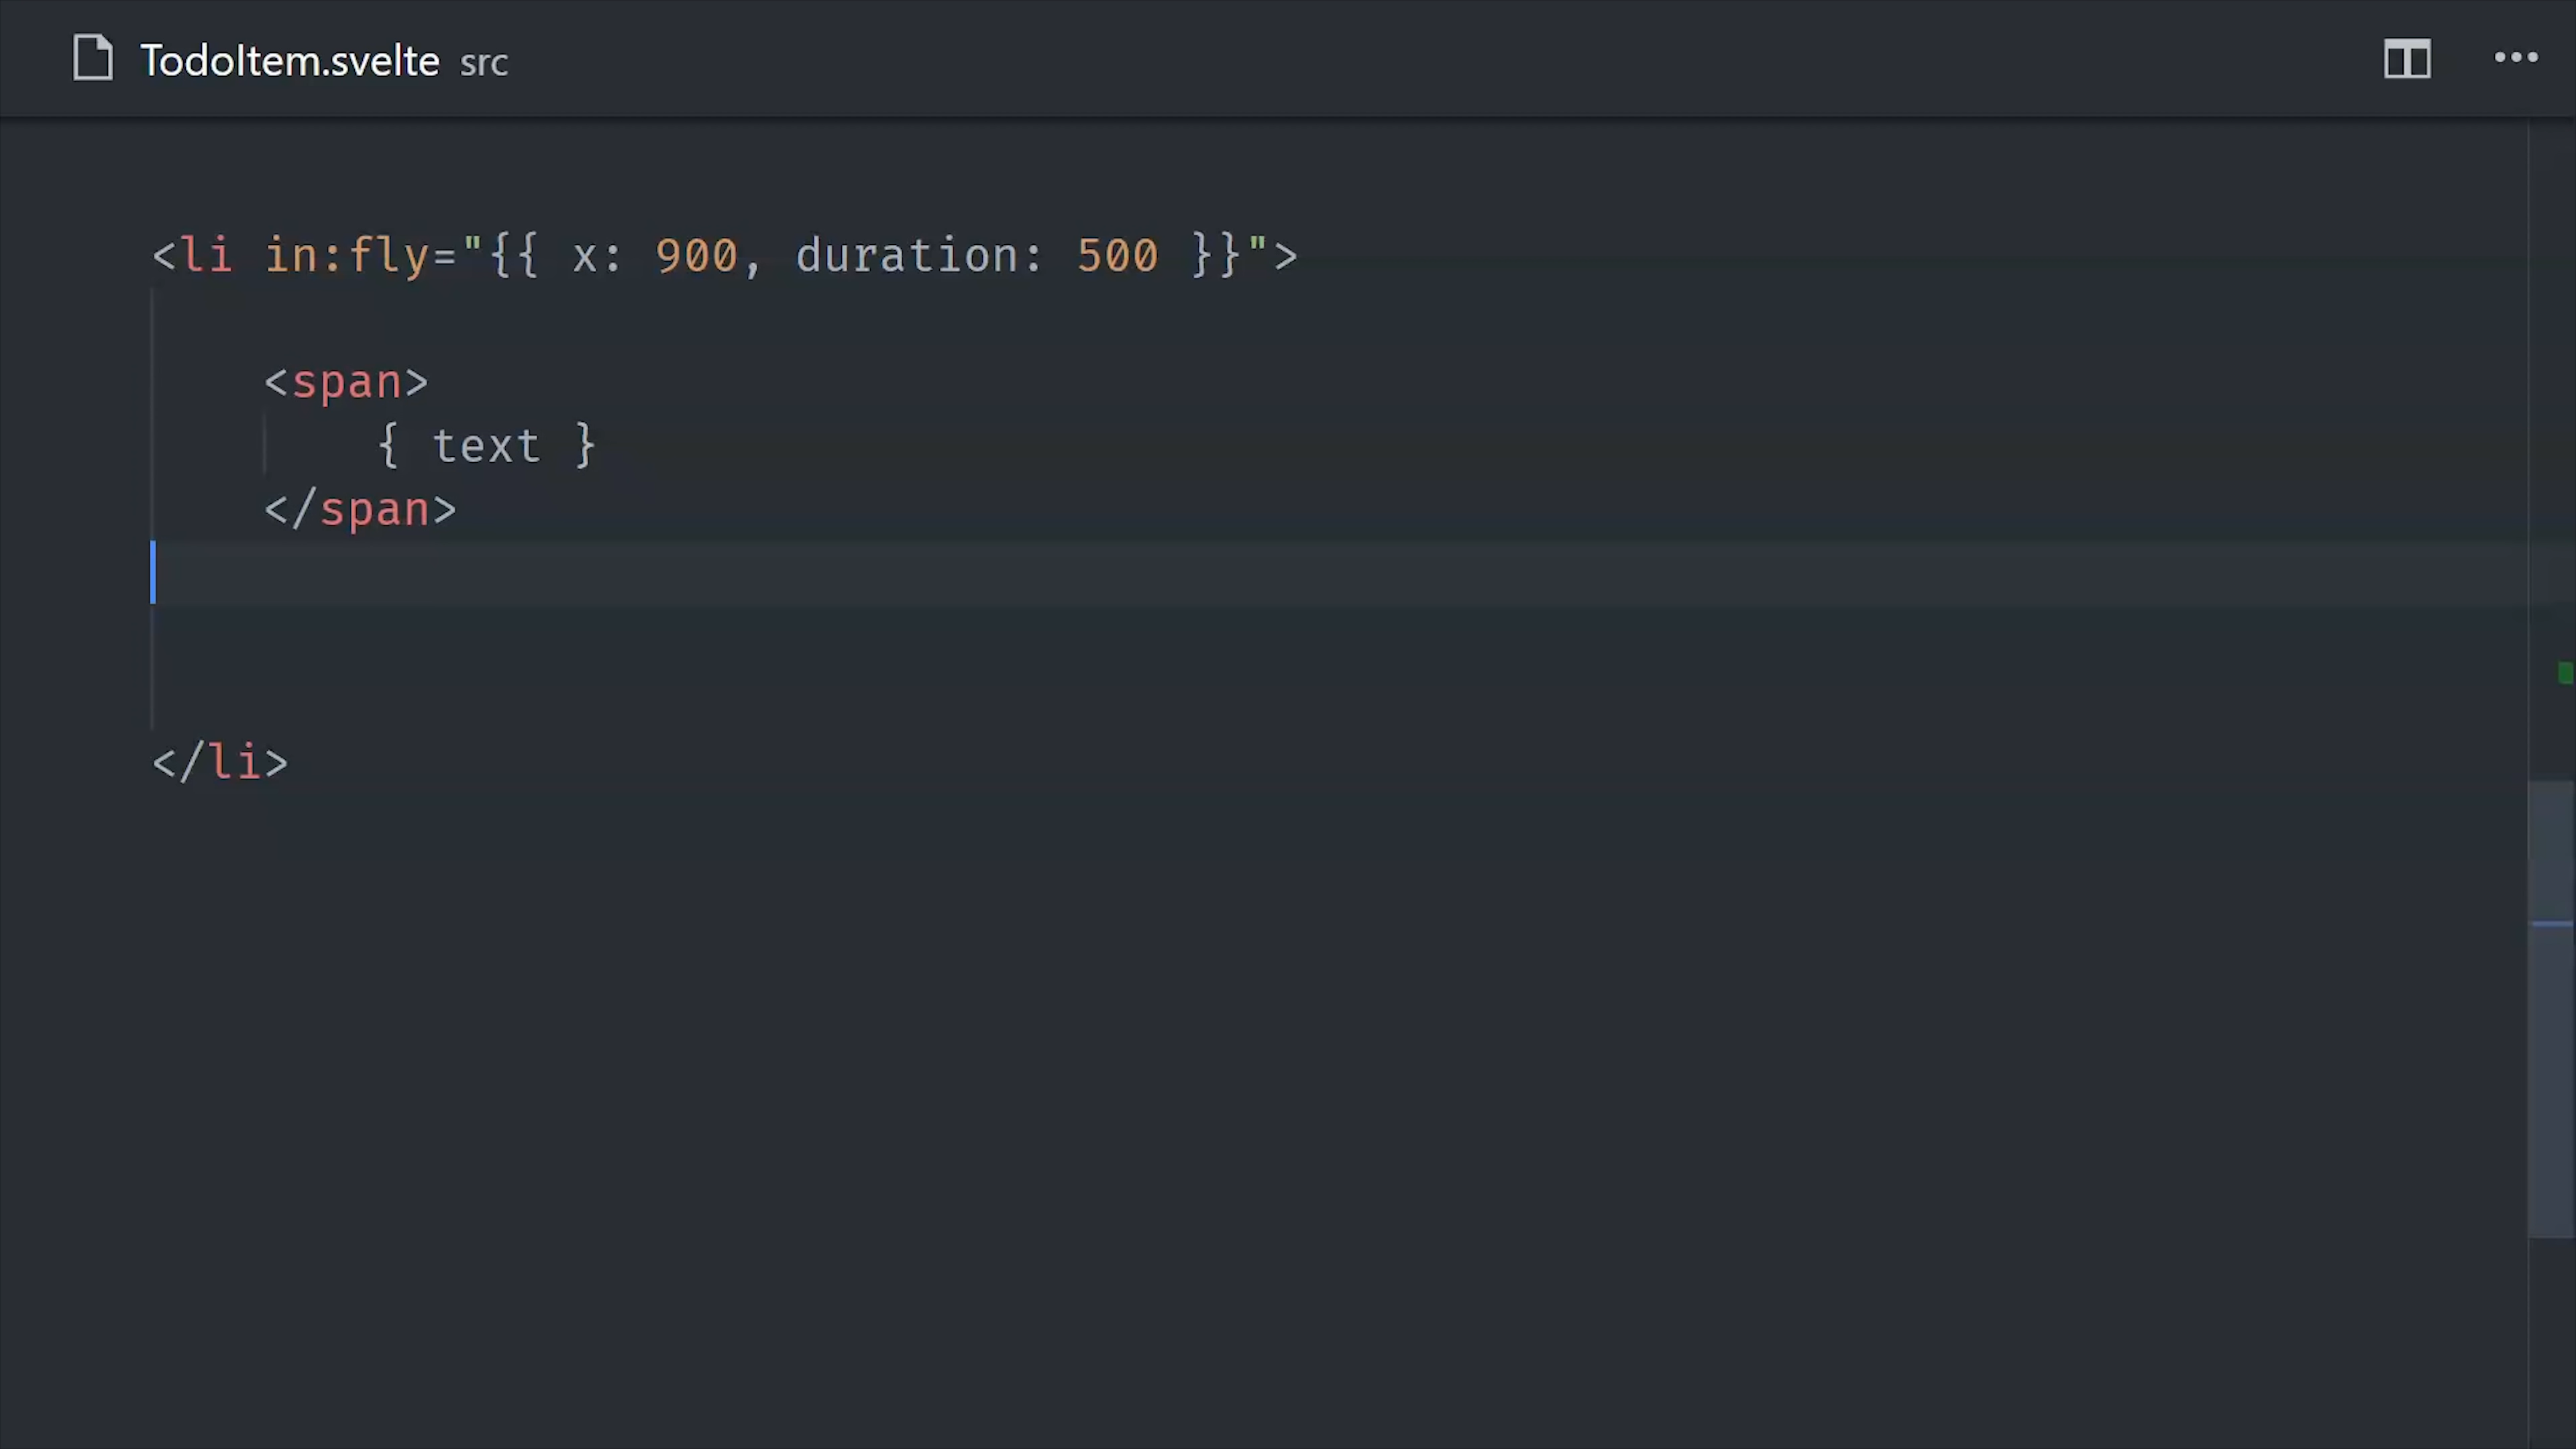 TodoItem.svelte src
<li in:fly="{{ x: 900, duration: 500 }}">
<span>
{ text }
</span>
</li>